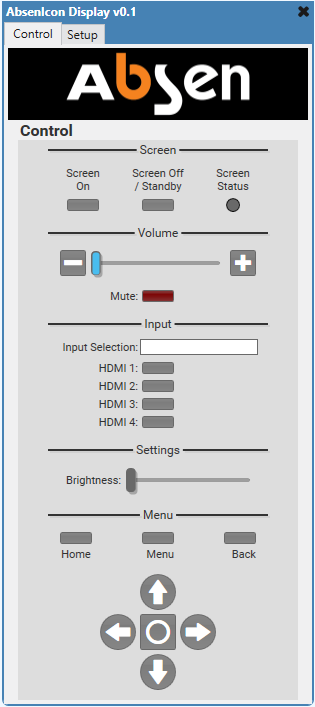 AbsenIcon Display v0.1
Control Setup
Absen
Control
Screen
Screen On
Screen Off / Standby
Screen Status
Volume
Mute:
Input
Input Selection:
HDMI 1:
HDMI 2:
HDMI 3:
HDMI 4:
Settings
Brightness:
Menu
Home Menu Back